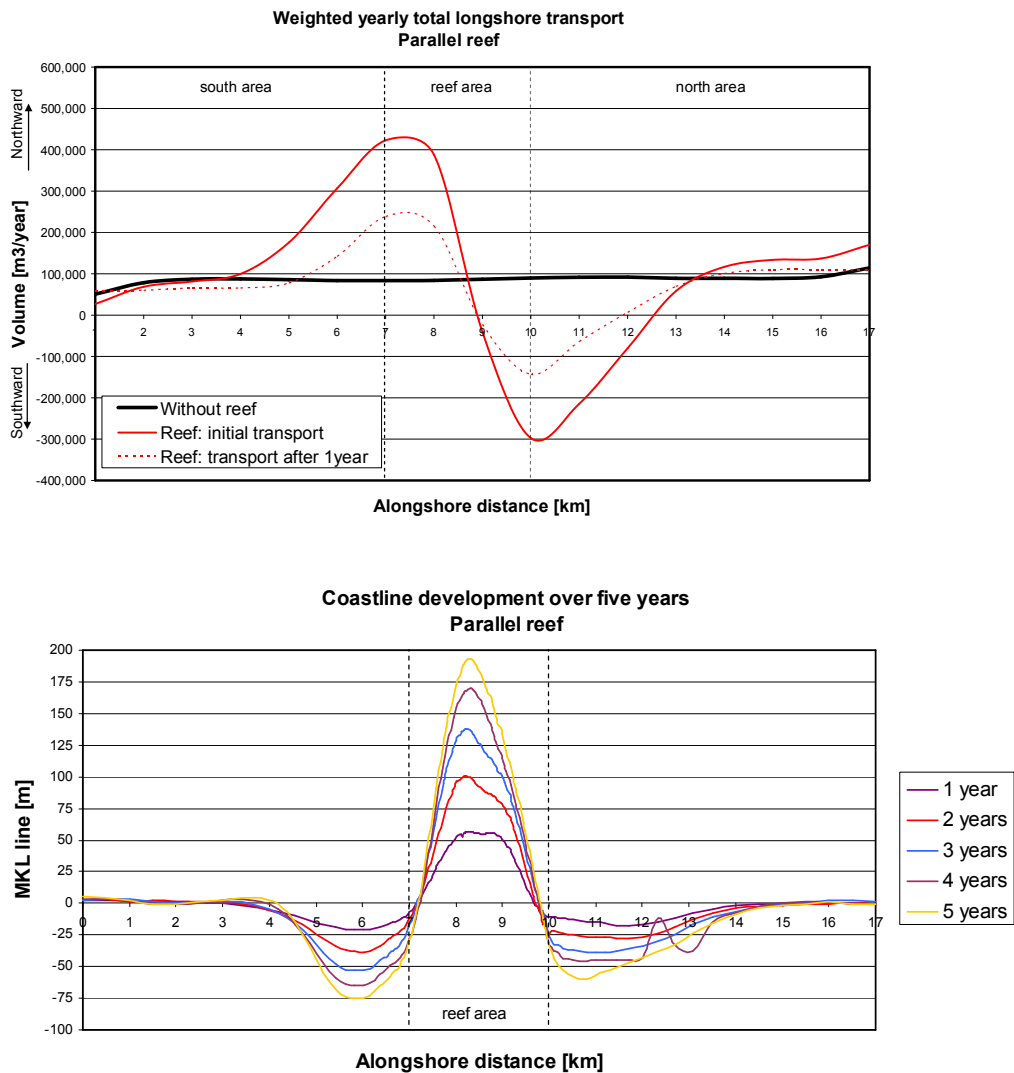 Weighted yearly total longshore transport
Parallel reef
600,000
500,000
400,000
300,000
200,000
100,000
0
-100,000
-200,000
-300,000
-400,000
south area
reef area
north area
Northward
Volume [m3/year]
Southward
2 3 4 5 6 7 8 9 10 11 12 13 14 15 16 17
Without reef
Reef: initial transport
Reef: transport after 1year
Alongshore distance [km]
Coastline development over five years
Parallel reef
200
175
150
125
100
75
50
25
0
-25
-50
-75
-100
MKL line [m]
0 1 2 3 4 5 6 7 8 9 10 11 12 13 14 15 16 17
reef area
Alongshore distance [km]
1 year
2 years
3 years
4 years
5 years